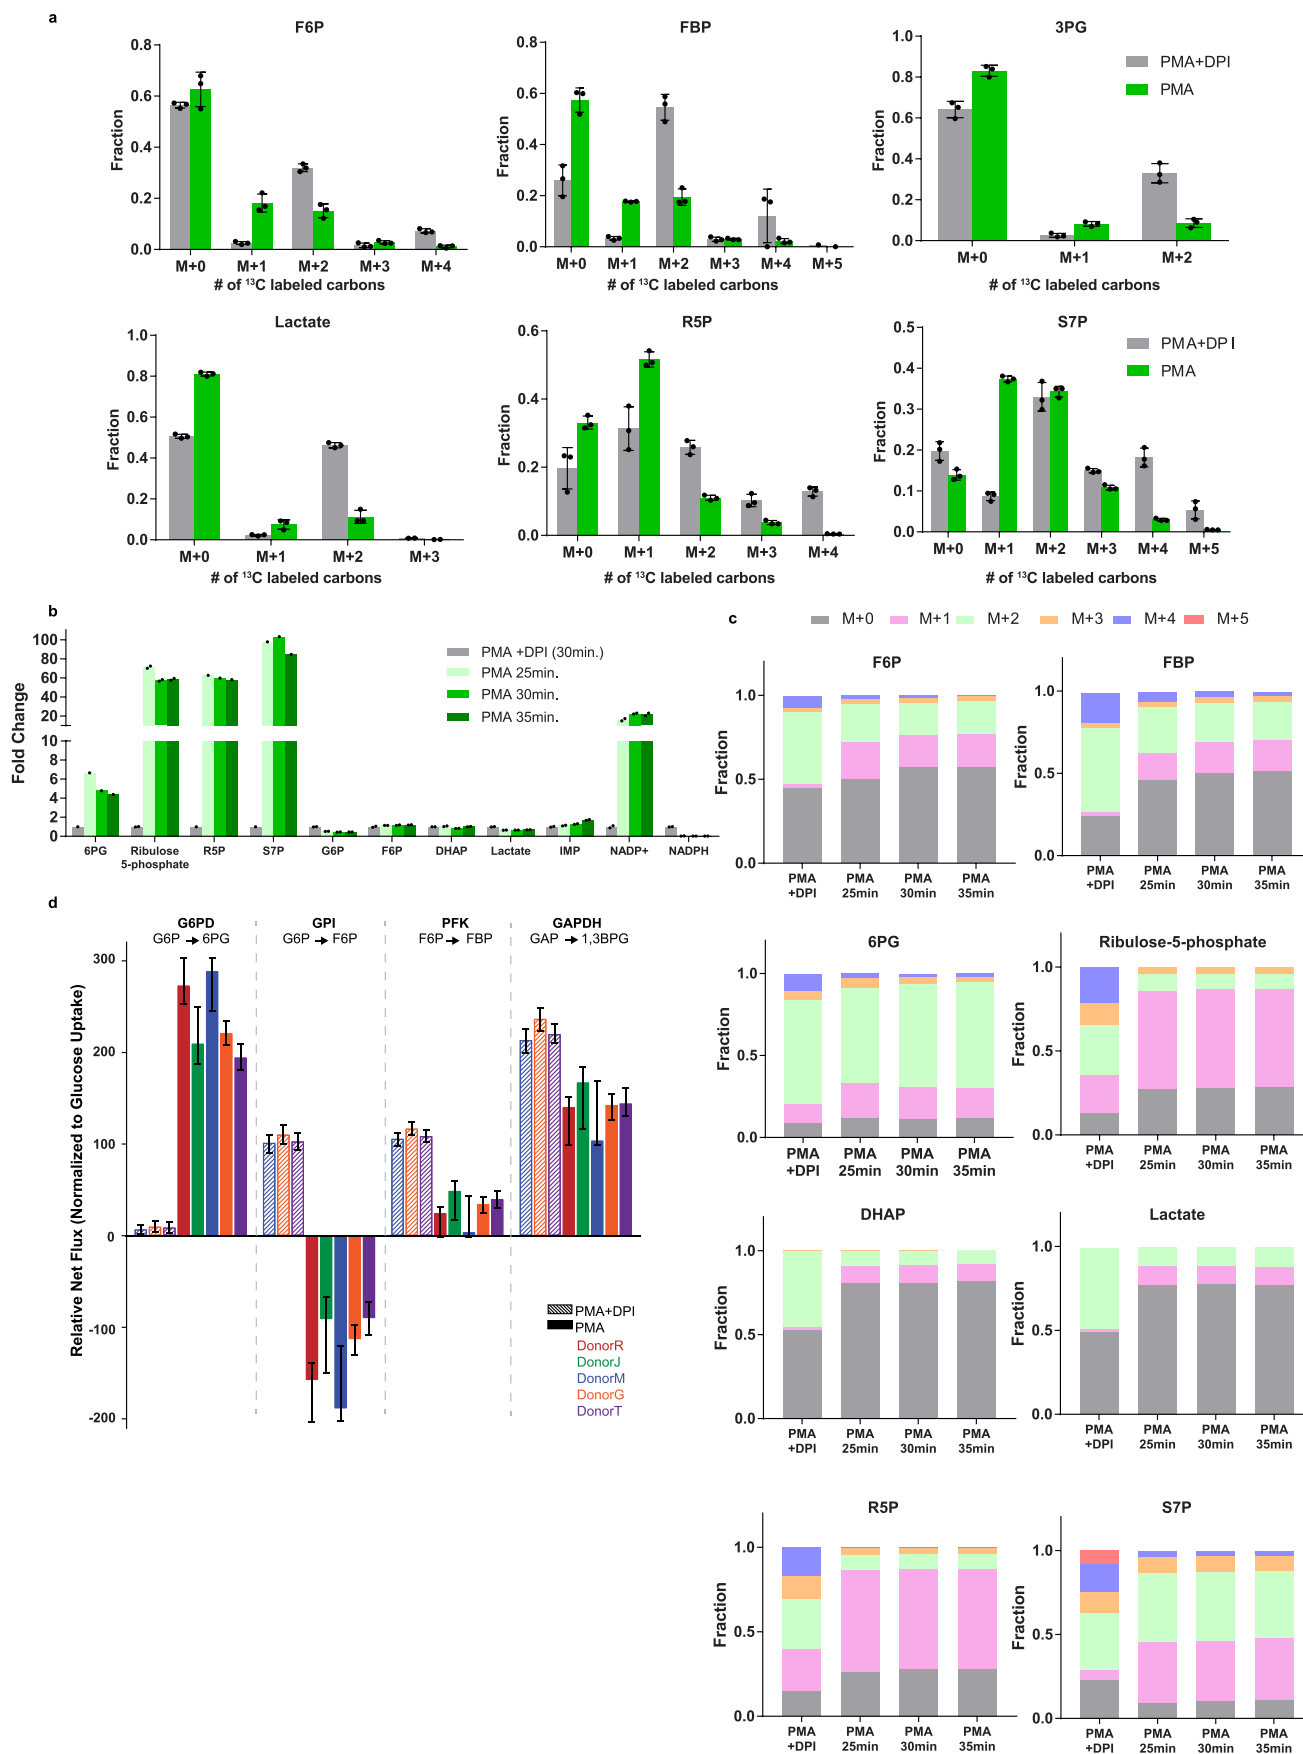 a
F6P
0.8
0.6
0.4
0.2
0.0
Fraction
M+0 M+1 M+2 M+3 M+4
# of ¹³C labeled carbons
FBP
0.8
0.6
0.4
0.2
0.0
Fraction
M+0 M+1 M+2 M+3 M+4 M+5
# of ¹³C labeled carbons
3PG
1.0
0.8
0.6
0.4
0.2
0.0
Fraction
M+0 M+1 M+2
# of ¹³C labeled carbons
PMA+DPI
PMA
Lactate
1.0
0.8
0.6
0.4
0.2
0.0
Fraction
M+0 M+1 M+2 M+3
# of ¹³C labeled carbons
R5P
0.6
0.4
0.2
0.0
Fraction
M+0 M+1 M+2 M+3 M+4
# of ¹³C labeled carbons
S7P
0.5
0.4
0.3
0.2
0.1
0.0
Fraction
M+0 M+1 M+2 M+3 M+4 M+5
# of ¹³C labeled carbons
PMA+DPI
PMA
b
Fold Change
100
80
60
40
20
10
8
6
4
2
0
PMA +DPI (30min.)
PMA 25min.
PMA 30min.
PMA 35min.
6PG Ribulose R5P S7P G6P F6P DHAP Lactate IMP NADP+ NADPH
5-phosphate
c
M+0 M+1 M+2 M+3 M+4 M+5
F6P
1.0
0.5
0.0
Fraction
PMA PMA PMA PMA
+DPI 25min 30min 35min
FBP
1.0
0.5
0.0
Fraction
PMA PMA PMA PMA
+DPI 25min 30min 35min
6PG
1.0
0.5
0.0
Fraction
PMA PMA PMA PMA
+DPI 25min 30min 35min
Ribulose-5-phosphate
1.0
0.5
0.0
Fraction
PMA PMA PMA PMA
+DPI 25min 30min 35min
DHAP
1.0
0.5
0.0
Fraction
PMA PMA PMA PMA
+DPI 25min 30min 35min
Lactate
1.0
0.5
0.0
Fraction
PMA PMA PMA PMA
+DPI 25min 30min 35min
R5P
1.0
0.5
0.0
Fraction
PMA PMA PMA PMA
+DPI 25min 30min 35min
S7P
1.0
0.5
0.0
Fraction
PMA PMA PMA PMA
+DPI 25min 30min 35min
d
G6PD GPI PFK GAPDH
G6P → 6PG G6P → F6P F6P → FBP GAP → 1,3BPG
Relative Net Flux (Normalized to Glucose Uptake)
300
200
100
0
-100
-200
PMA+DPI
PMA
DonorR
DonorJ
DonorM
DonorG
DonorT